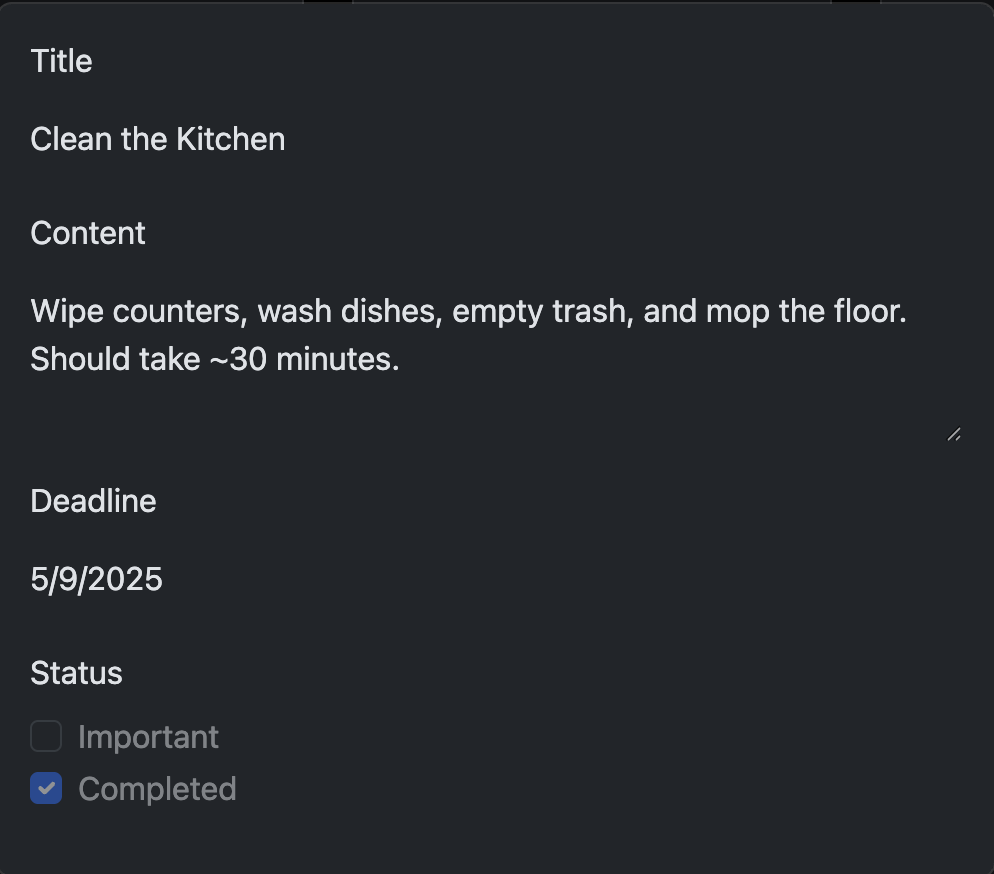 Title
Clean the Kitchen
Content
Wipe counters, wash dishes, empty trash, and mop the floor.
Should take ~30 minutes.
Deadline
5/9/2025
Status
Important
Completed